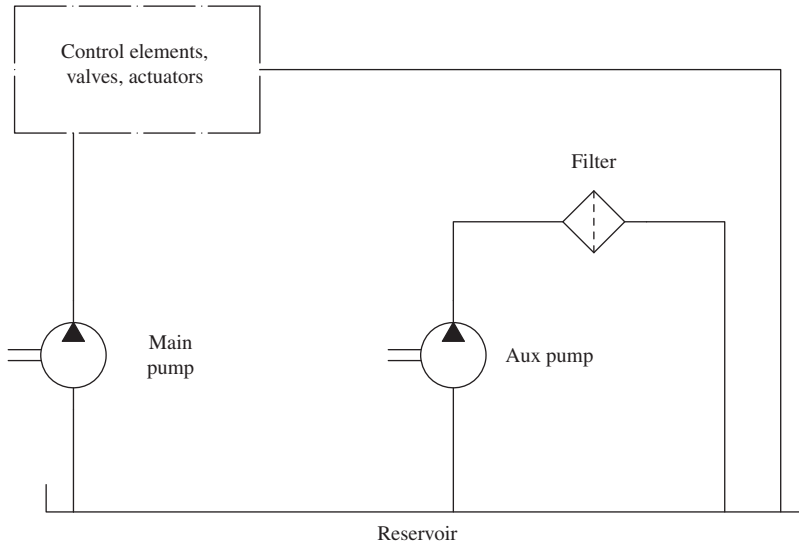 Control elements,
valves, actuators
Filter
Main
pump
Aux pump
Reservoir